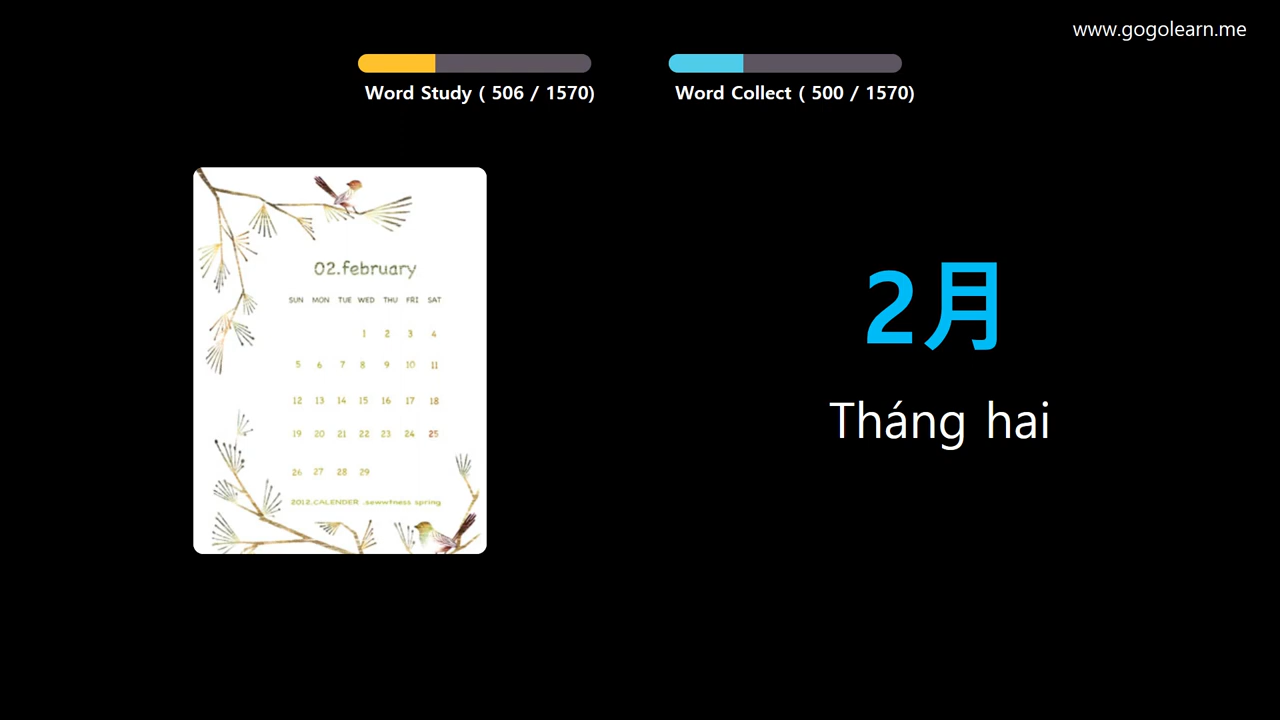 www.gogolearn.me
Word Study ( 506 / 1570)
Word Collect ( 500 / 1570)
02.february
SUN MON TUE WED THU FRI SAT
1 2 3 4
5 6 7 8 9 10 11
12 13 14 15 16 17 18
19 20 21 22 23 24 25
26 27 28 29
2012.CALENDER .sewwtness spring
2月
Tháng hai